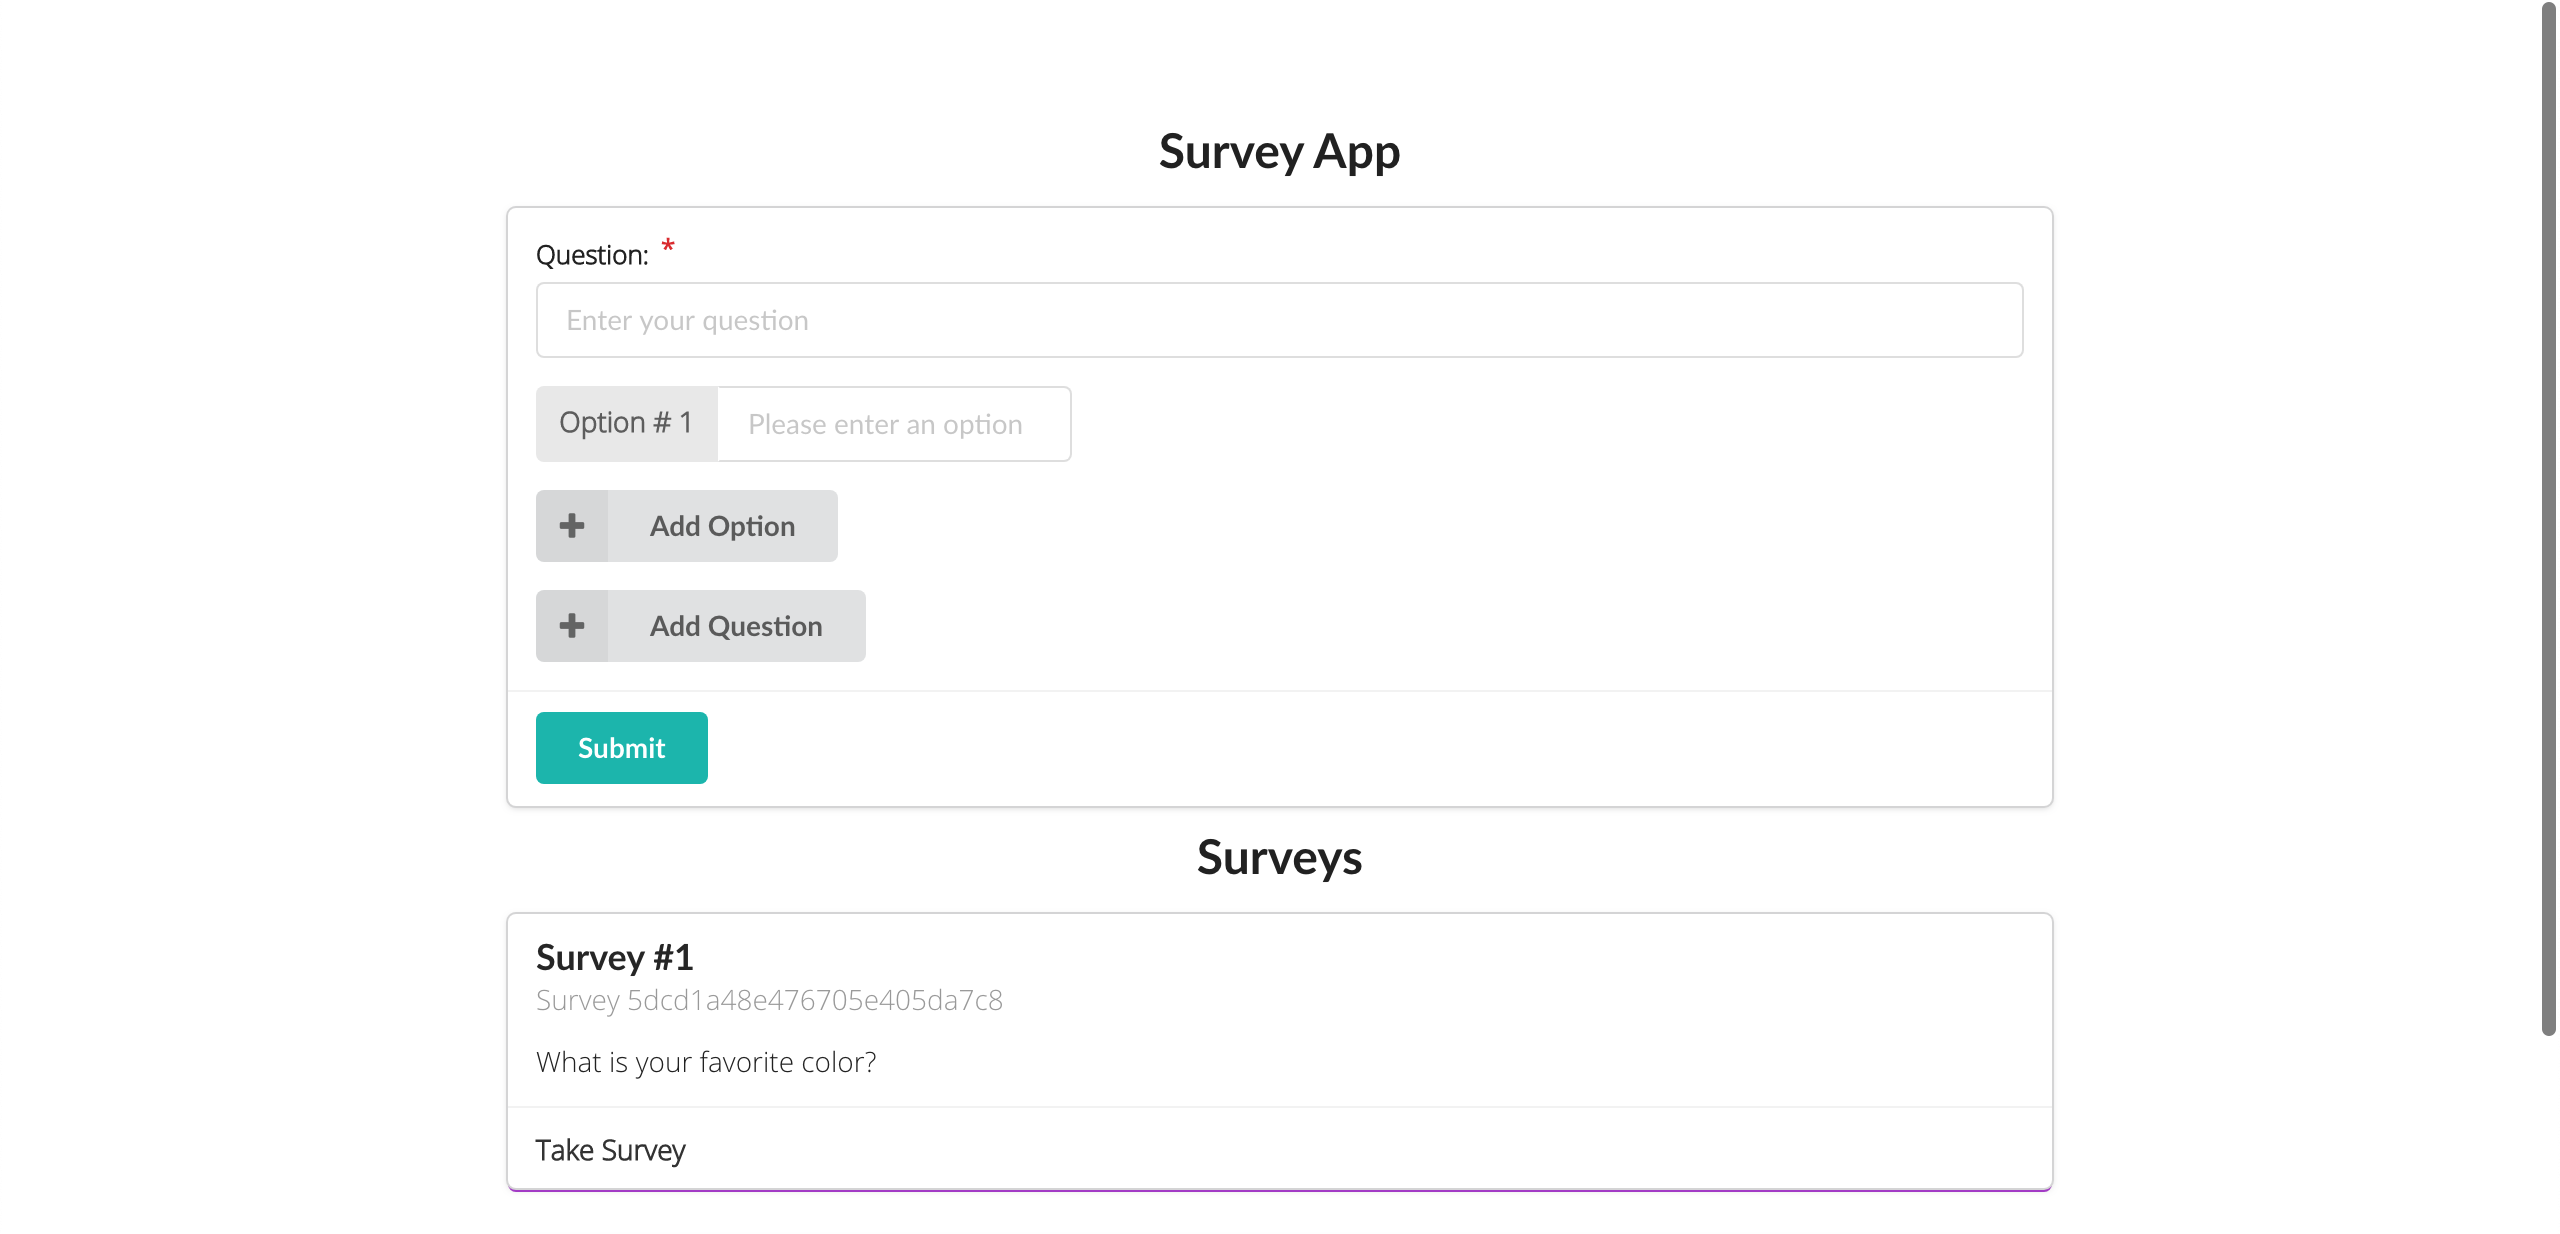 Survey App
Question: *
Enter your question
Option # 1 Please enter an option
Add Option
Add Question
Submit
Surveys
Survey #1
Survey 5dcd1a48e476705e405da7c8
What is your favorite color?
Take Survey